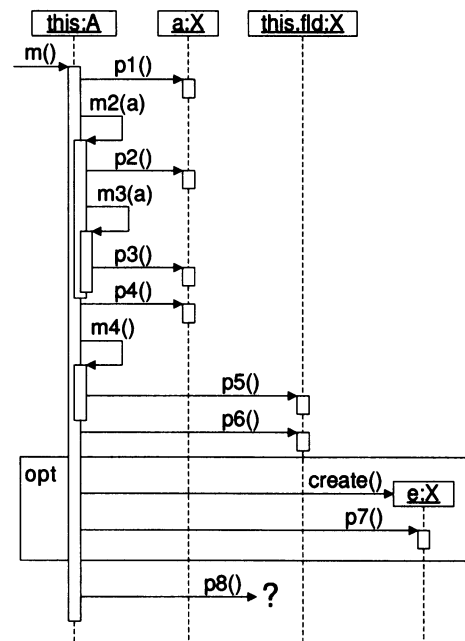 this:A a:X this.fld:X
m()
p1()
m2(a)
p2()
m3(a)
p3()
p4()
m4()
p5()
p6()
opt
create() e:X
p7()
p8() ?